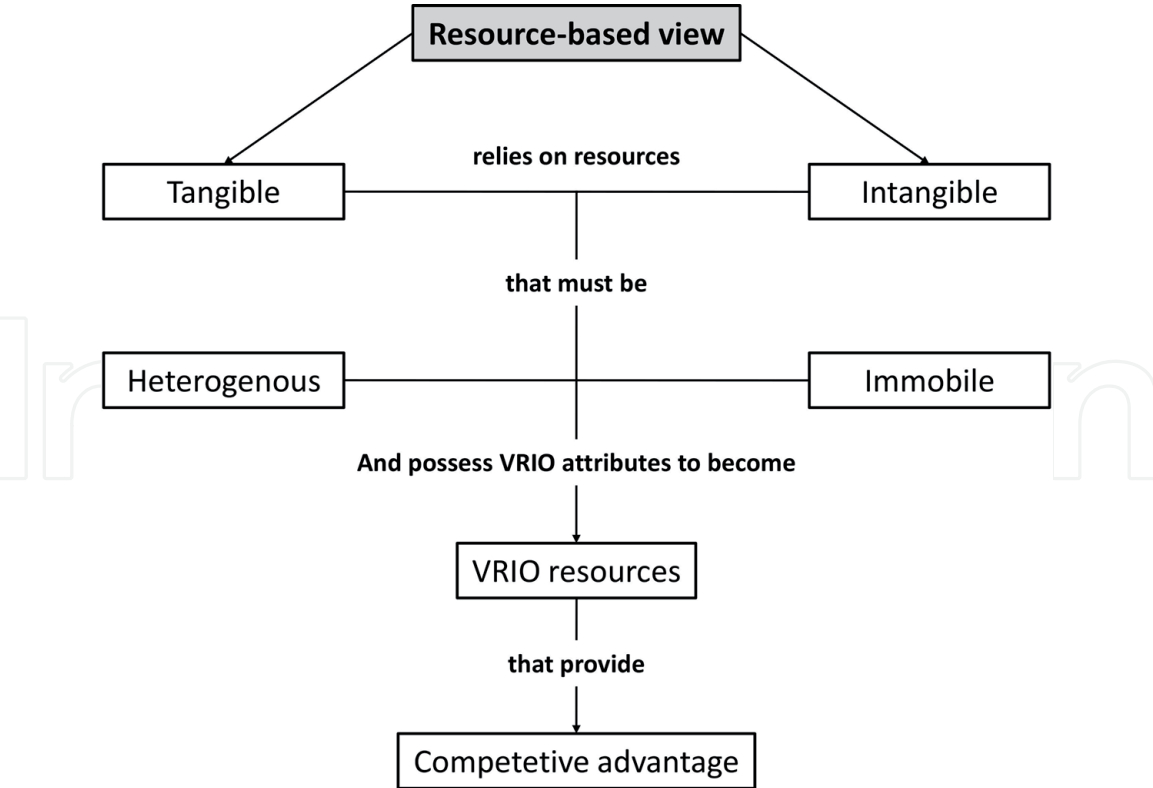 Resource-based view
relies on resources
Tangible
Intangible
that must be
Heterogenous
Immobile
And possess VRIO attributes to become
VRIO resources
that provide
Competetive advantage